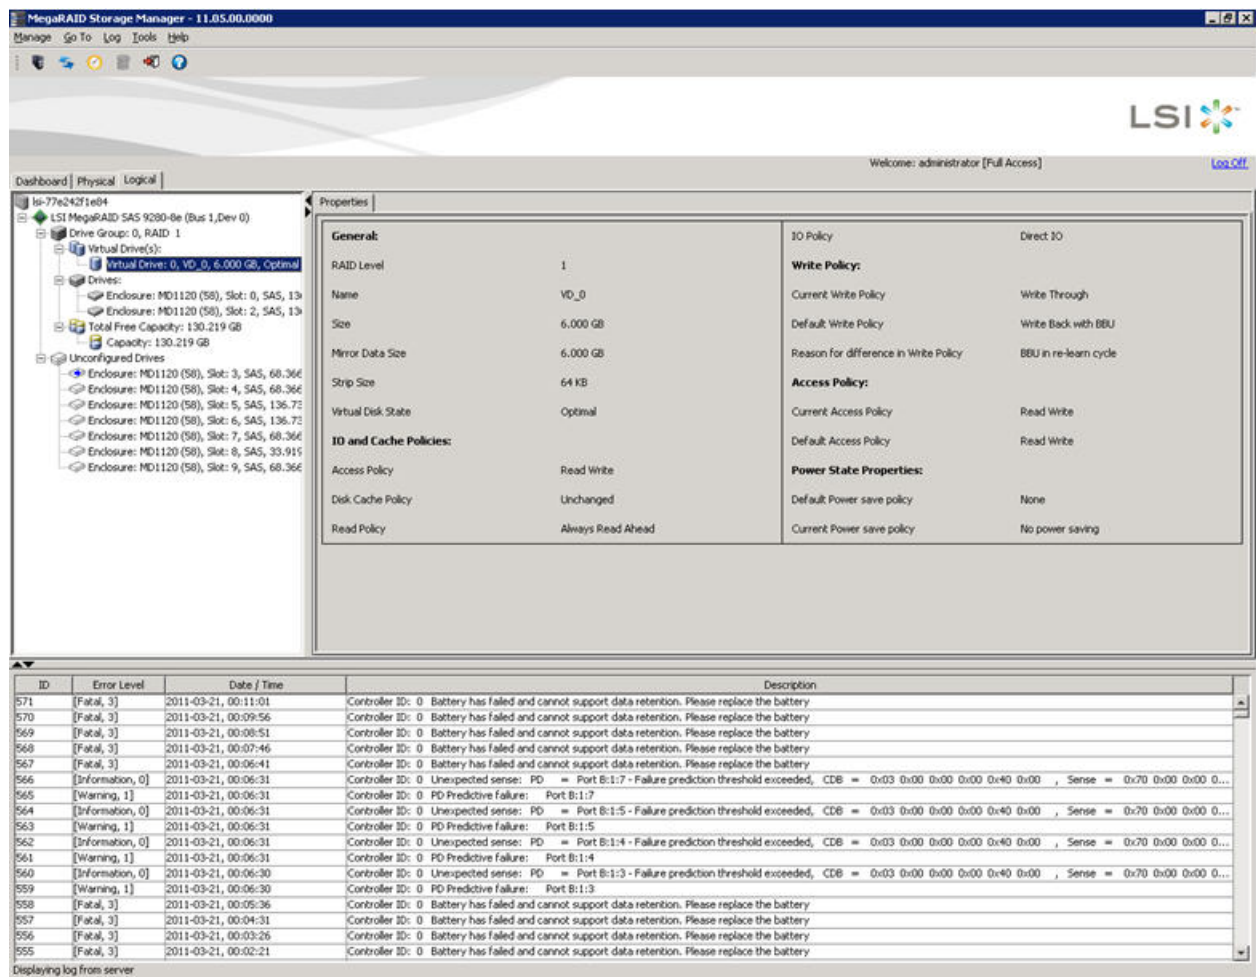 MegaRAID Storage Manager - 11.05.00.0000
Manage Go To Log Tools Help
LSI
Welcome: administrator [Full Access] Log Off
Dashboard Physical Logical
lsi-77e242f1e84
LSI MegaRAID SAS 9280-8e (Bus 1,Dev 0)
Drive Group: 0, RAID 1
Virtual Drive(s):
Virtual Drive: 0, VD_0, 6.000 GB, Optimal
Drives:
Enclosure: MD1120 (58), Slot: 0, SAS, 13
Enclosure: MD1120 (58), Slot: 2, SAS, 13
Total Free Capacity: 130.219 GB
Capacity: 130.219 GB
Unconfigured Drives
Enclosure: MD1120 (58), Slot: 3, SAS, 68.366
Enclosure: MD1120 (58), Slot: 4, SAS, 68.366
Enclosure: MD1120 (58), Slot: 5, SAS, 136.73
Enclosure: MD1120 (58), Slot: 6, SAS, 136.73
Enclosure: MD1120 (58), Slot: 7, SAS, 68.366
Enclosure: MD1120 (58), Slot: 8, SAS, 33.919
Enclosure: MD1120 (58), Slot: 9, SAS, 68.366
Properties
General:
RAID Level 1
Name VD_0
Size 6.000 GB
Mirror Data Size 6.000 GB
Strip Size 64 KB
Virtual Disk State Optimal
IO and Cache Policies:
Access Policy Read Write
Disk Cache Policy Unchanged
Read Policy Always Read Ahead
IO Policy Direct IO
Write Policy:
Current Write Policy Write Through
Default Write Policy Write Back with BBU
Reason for difference in Write Policy BBU in re-learn cycle
Access Policy:
Current Access Policy Read Write
Default Access Policy Read Write
Power State Properties:
Default Power save policy None
Current Power save policy No power saving
ID Error Level Date / Time Description
571 [Fatal, 3] 2011-03-21, 00:11:01 Controller ID: 0 Battery has failed and cannot support data retention. Please replace the battery
570 [Fatal, 3] 2011-03-21, 00:09:56 Controller ID: 0 Battery has failed and cannot support data retention. Please replace the battery
569 [Fatal, 3] 2011-03-21, 00:08:51 Controller ID: 0 Battery has failed and cannot support data retention. Please replace the battery
568 [Fatal, 3] 2011-03-21, 00:07:46 Controller ID: 0 Battery has failed and cannot support data retention. Please replace the battery
567 [Fatal, 3] 2011-03-21, 00:06:41 Controller ID: 0 Battery has failed and cannot support data retention. Please replace the battery
566 [Information, 0] 2011-03-21, 00:06:31 Controller ID: 0 Unexpected sense: PD = Port B:1:7 - Failure prediction threshold exceeded, CDB = 0x03 0x00 0x00 0x00 0x40 0x00 , Sense = 0x70 0x00 0x00 0...
565 [Warning, 1] 2011-03-21, 00:06:31 Controller ID: 0 PD Predictive failure: Port B:1:7
564 [Information, 0] 2011-03-21, 00:06:31 Controller ID: 0 Unexpected sense: PD = Port B:1:5 - Failure prediction threshold exceeded, CDB = 0x03 0x00 0x00 0x00 0x40 0x00 , Sense = 0x70 0x00 0x00 0...
563 [Warning, 1] 2011-03-21, 00:06:31 Controller ID: 0 PD Predictive failure: Port B:1:5
562 [Information, 0] 2011-03-21, 00:06:31 Controller ID: 0 Unexpected sense: PD = Port B:1:4 - Failure prediction threshold exceeded, CDB = 0x03 0x00 0x00 0x00 0x40 0x00 , Sense = 0x70 0x00 0x00 0...
561 [Warning, 1] 2011-03-21, 00:06:31 Controller ID: 0 PD Predictive failure: Port B:1:4
560 [Information, 0] 2011-03-21, 00:06:30 Controller ID: 0 Unexpected sense: PD = Port B:1:3 - Failure prediction threshold exceeded, CDB = 0x03 0x00 0x00 0x00 0x40 0x00 , Sense = 0x70 0x00 0x00 0...
559 [Warning, 1] 2011-03-21, 00:06:30 Controller ID: 0 PD Predictive failure: Port B:1:3
558 [Fatal, 3] 2011-03-21, 00:05:36 Controller ID: 0 Battery has failed and cannot support data retention. Please replace the battery
557 [Fatal, 3] 2011-03-21, 00:04:31 Controller ID: 0 Battery has failed and cannot support data retention. Please replace the battery
556 [Fatal, 3] 2011-03-21, 00:03:26 Controller ID: 0 Battery has failed and cannot support data retention. Please replace the battery
555 [Fatal, 3] 2011-03-21, 00:02:21 Controller ID: 0 Battery has failed and cannot support data retention. Please replace the battery
Displaying log from server